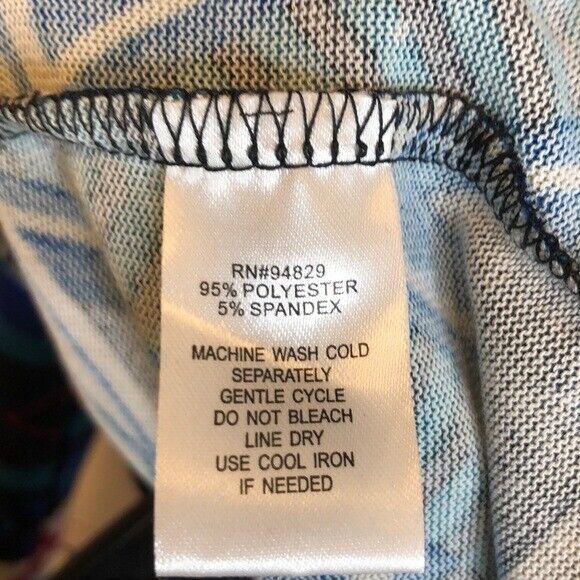 RN#94829
95% POLYESTER
5% SPANDEX
MACHINE WASH COLD
SEPARATELY
GENTLE CYCLE
DO NOT BLEACH
LINE DRY
USE COOL IRON
IF NEEDED